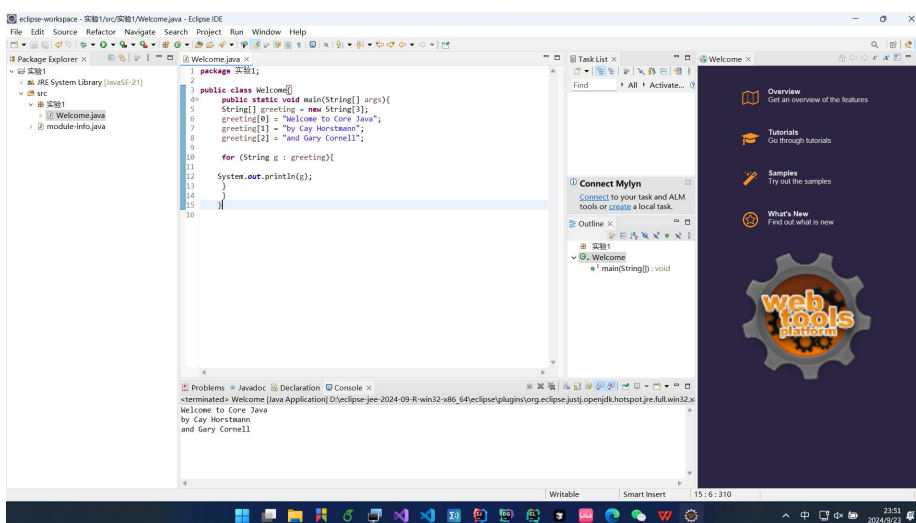 eclipse-workspace - 实验1/src/实验1/Welcome.java - Eclipse IDE
File Edit Source Refactor Navigate Search Project Run Window Help
Package Explorer
实验1
JRE System Library [JavaSE-21]
src
实验1
Welcome.java
module-info.java
Welcome.java
1 package 实验1;
2
3 public class Welcome{
4 public static void main(String[] args){
5 String[] greeting = new String[3];
6 greeting[0] = "Welcome to Core Java";
7 greeting[1] = "by Cay Horstmann";
8 greeting[2] = "and Gary Cornell";
9
10 for (String g : greeting){
11
12 System.out.println(g);
13 }
14 }
15 }
16
Task List
Find All Activate...
Connect Mylyn
Connect to your task and ALM
tools or create a local task.
Outline
实验1
Welcome
main(String[]) : void
Welcome
Overview
Get an overview of the features
Tutorials
Go through tutorials
Samples
Try out the samples
What's New
Find out what is new
web
tools
platform
Problems Javadoc Declaration Console
<terminated> Welcome [Java Application] D:\eclipse-jee-2024-09-R-win32-x86_64\eclipse\plugins\org.eclipse.justj.openjdk.hotspot.jre.full.win32.x
Welcome to Core Java
by Cay Horstmann
and Gary Cornell
Writable Smart Insert 15 : 6 : 310
中
23:51
2024/9/23